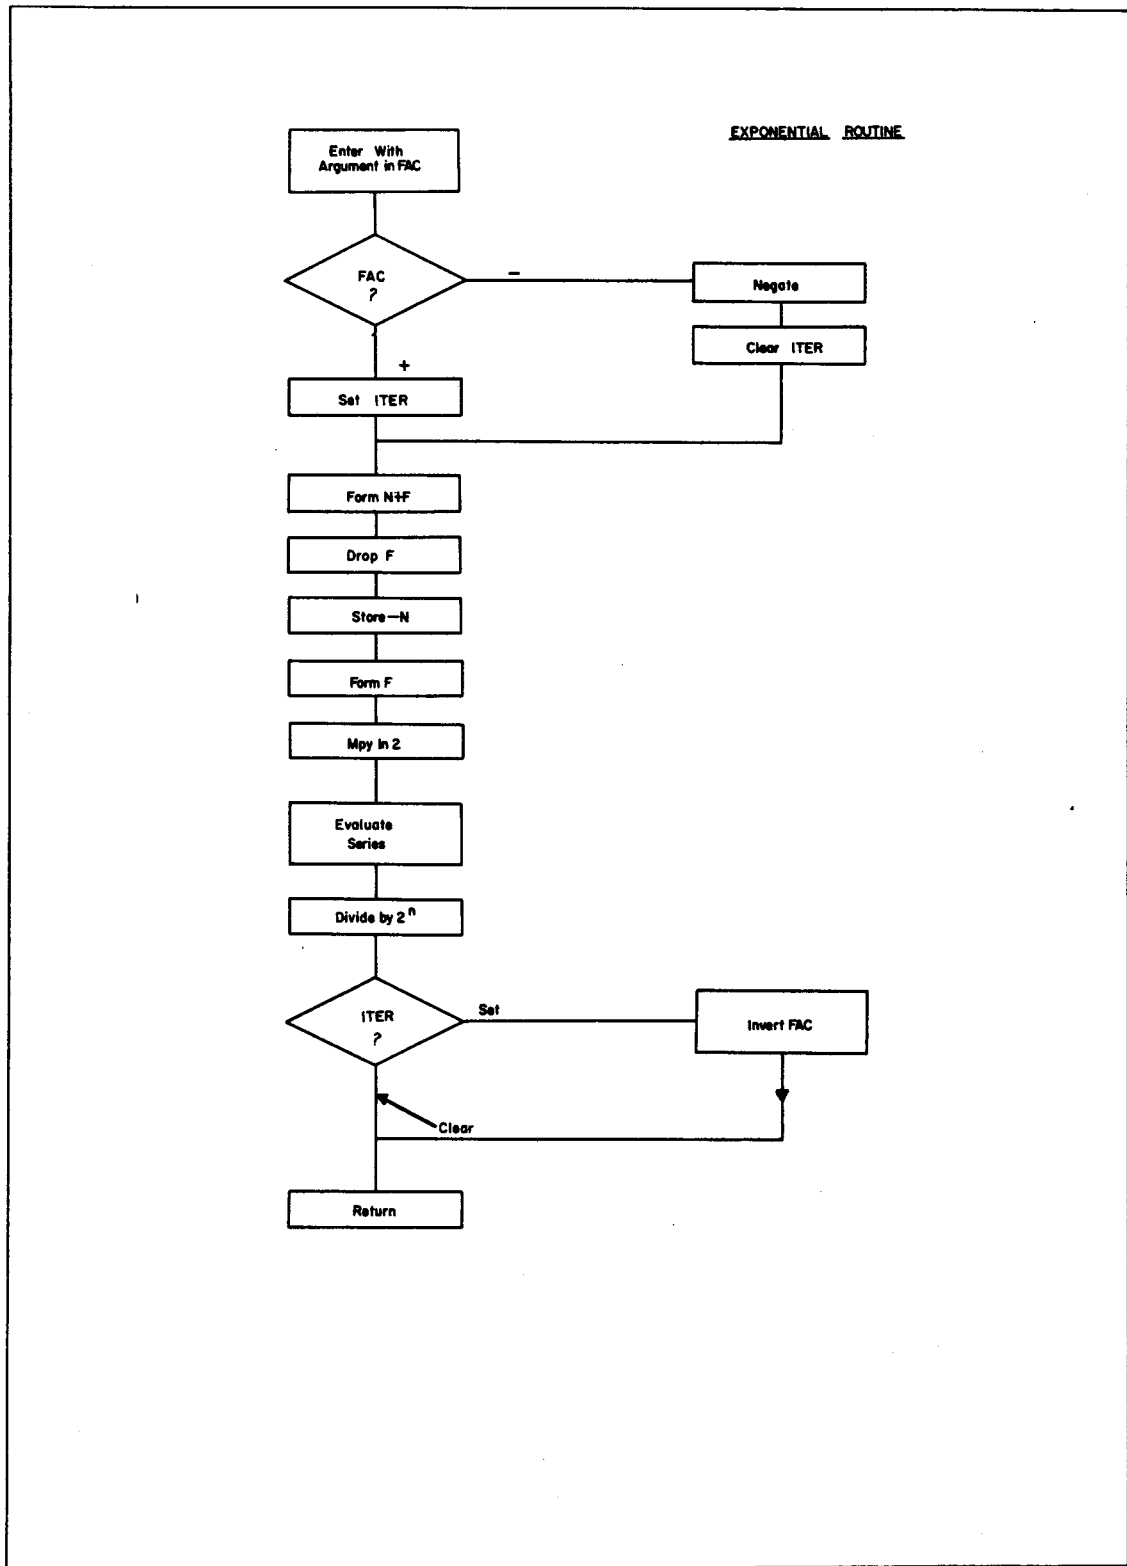 EXPONENTIAL ROUTINE
Enter With
Argument in FAC
FAC
?
−
Negate
Clear ITER
+
Set ITER
Form N+F
Drop F
Store—N
Form F
Mpy ln 2
Evaluate
Series
Divide by 2ⁿ
ITER
?
Set
Invert FAC
Clear
Return